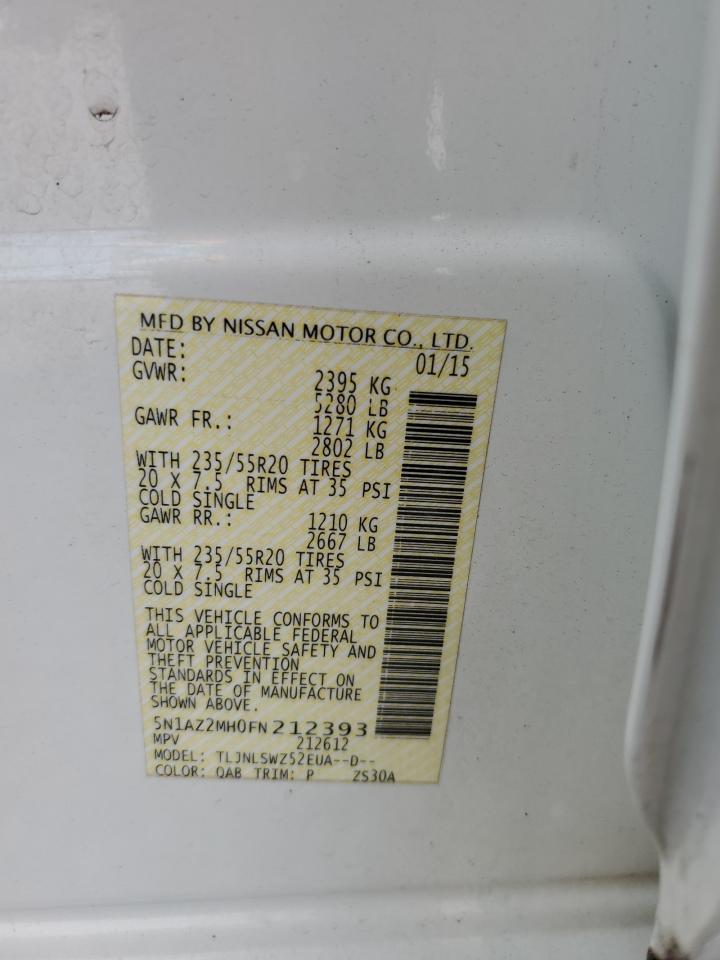 MFD BY NISSAN MOTOR CO., LTD.
DATE: 01/15
GVWR: 2395 KG
5280 LB
GAWR FR.: 1271 KG
2802 LB
WITH 235/55R20 TIRES
20 X 7.5 RIMS AT 35 PSI
COLD SINGLE
GAWR RR.: 1210 KG
2667 LB
WITH 235/55R20 TIRES
20 X 7.5 RIMS AT 35 PSI
COLD SINGLE
THIS VEHICLE CONFORMS TO
ALL APPLICABLE FEDERAL
MOTOR VEHICLE SAFETY AND
THEFT PREVENTION
STANDARDS IN EFFECT ON
THE DATE OF MANUFACTURE
SHOWN ABOVE.
5N1AZ2MH0FN212393
MPV 212612
MODEL: TLJNLSWZ52EUA--D--
COLOR: QAB TRIM: P ZS30A